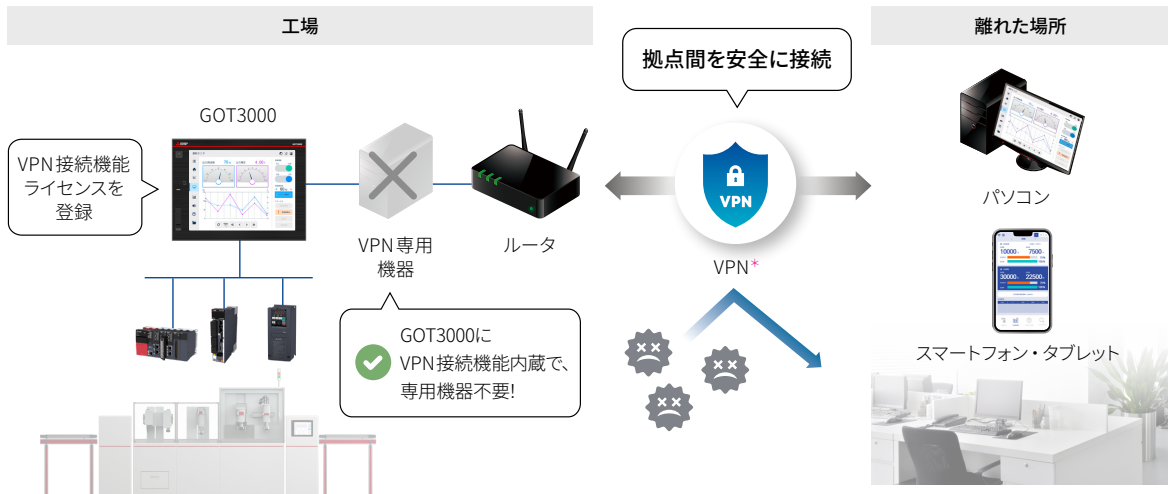 工場
離れた場所
拠点間を安全に接続
GOT3000
VPN接続機能
ライセンスを
登録
VPN専用
機器
ルータ
VPN
VPN*
パソコン
GOT3000に
VPN接続機能内蔵で、
専用機器不要!
10000
7500
30000
22500
スマートフォン・タブレット